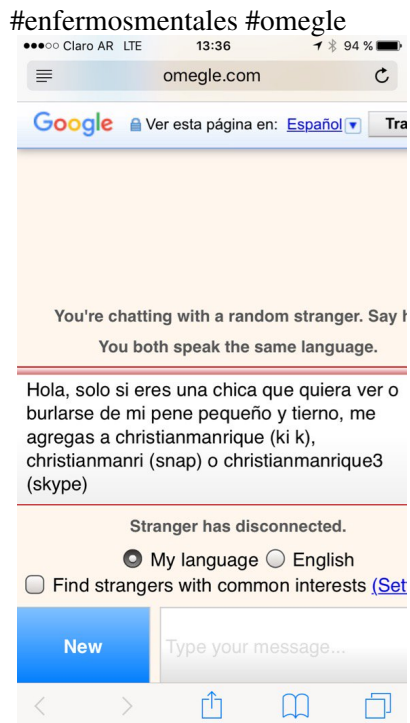 #enfermosmentales #omegle
Claro AR LTE 13:36 94 %
omegle.com
Google Ver esta página en: Español
You're chatting with a random stranger. Say
You both speak the same language.
Hola, solo si eres una chica que quiera ver o
burlarse de mi pene pequeño y tierno, me
agregas a christianmanrique (ki k),
christianmanri (snap) o christianmanrique3
(skype)
Stranger has disconnected.
My language English
Find strangers with common interests
New Type your message...